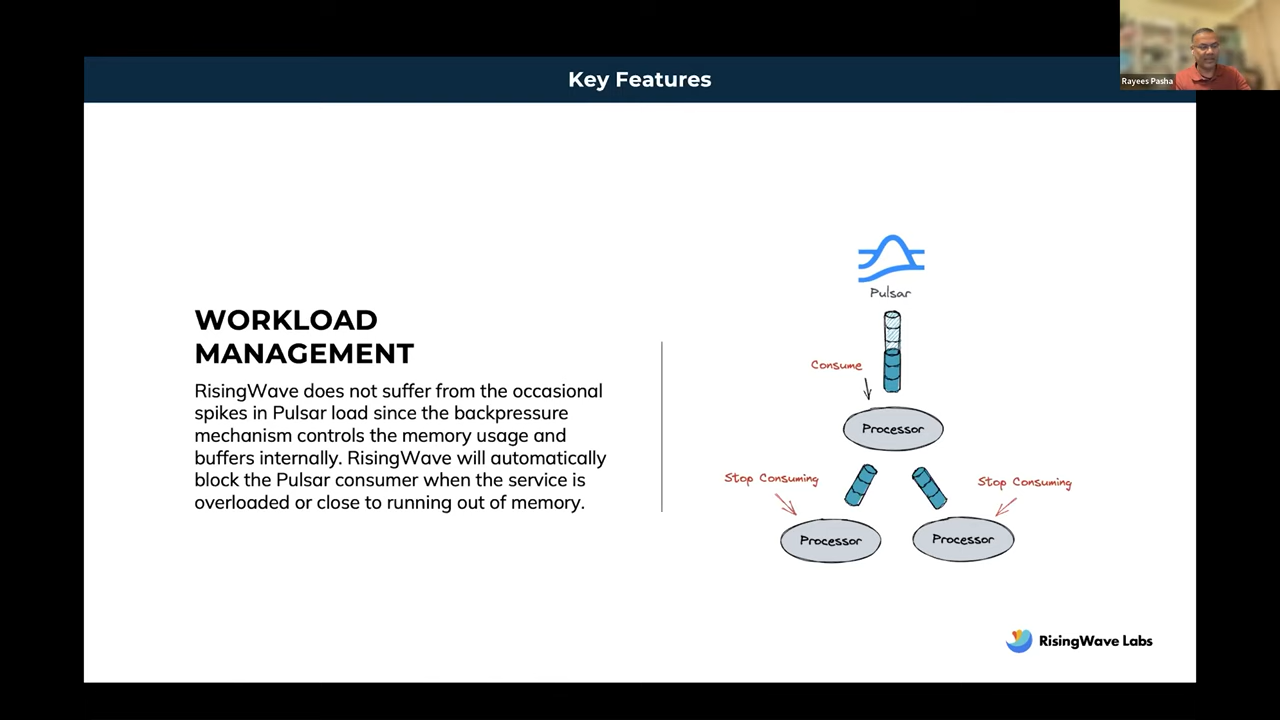 Key Features
Rayees Pasha
WORKLOAD
MANAGEMENT
RisingWave does not suffer from the occasional
spikes in Pulsar load since the backpressure
mechanism controls the memory usage and
buffers internally. RisingWave will automatically
block the Pulsar consumer when the service is
overloaded or close to running out of memory.
Pulsar
Consume
Processor
Stop Consuming
Stop Consuming
Processor
Processor
RisingWave Labs